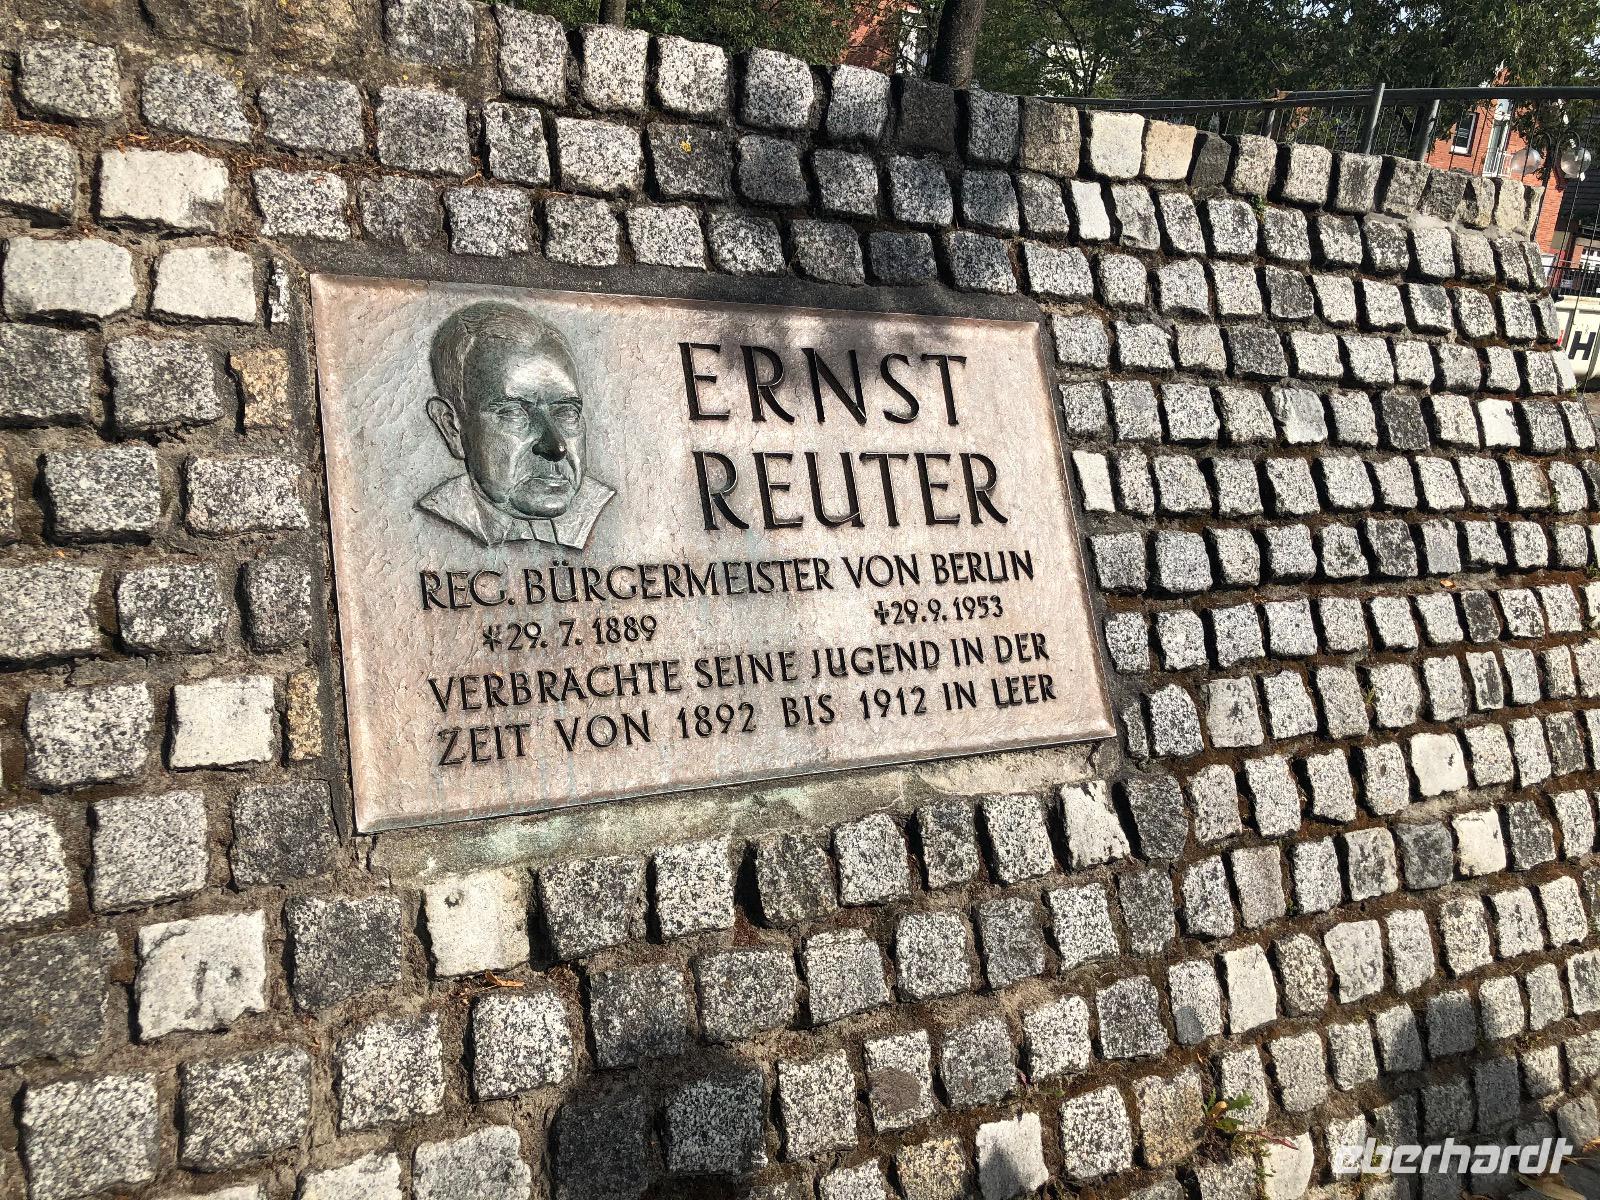 ERNST
REUTER
REG. BÜRGERMEISTER VON BERLIN
*29. 7. 1889 †29. 9. 1953
VERBRACHTE SEINE JUGEND IN DER
ZEIT VON 1892 BIS 1912 IN LEER
H
eberhardt